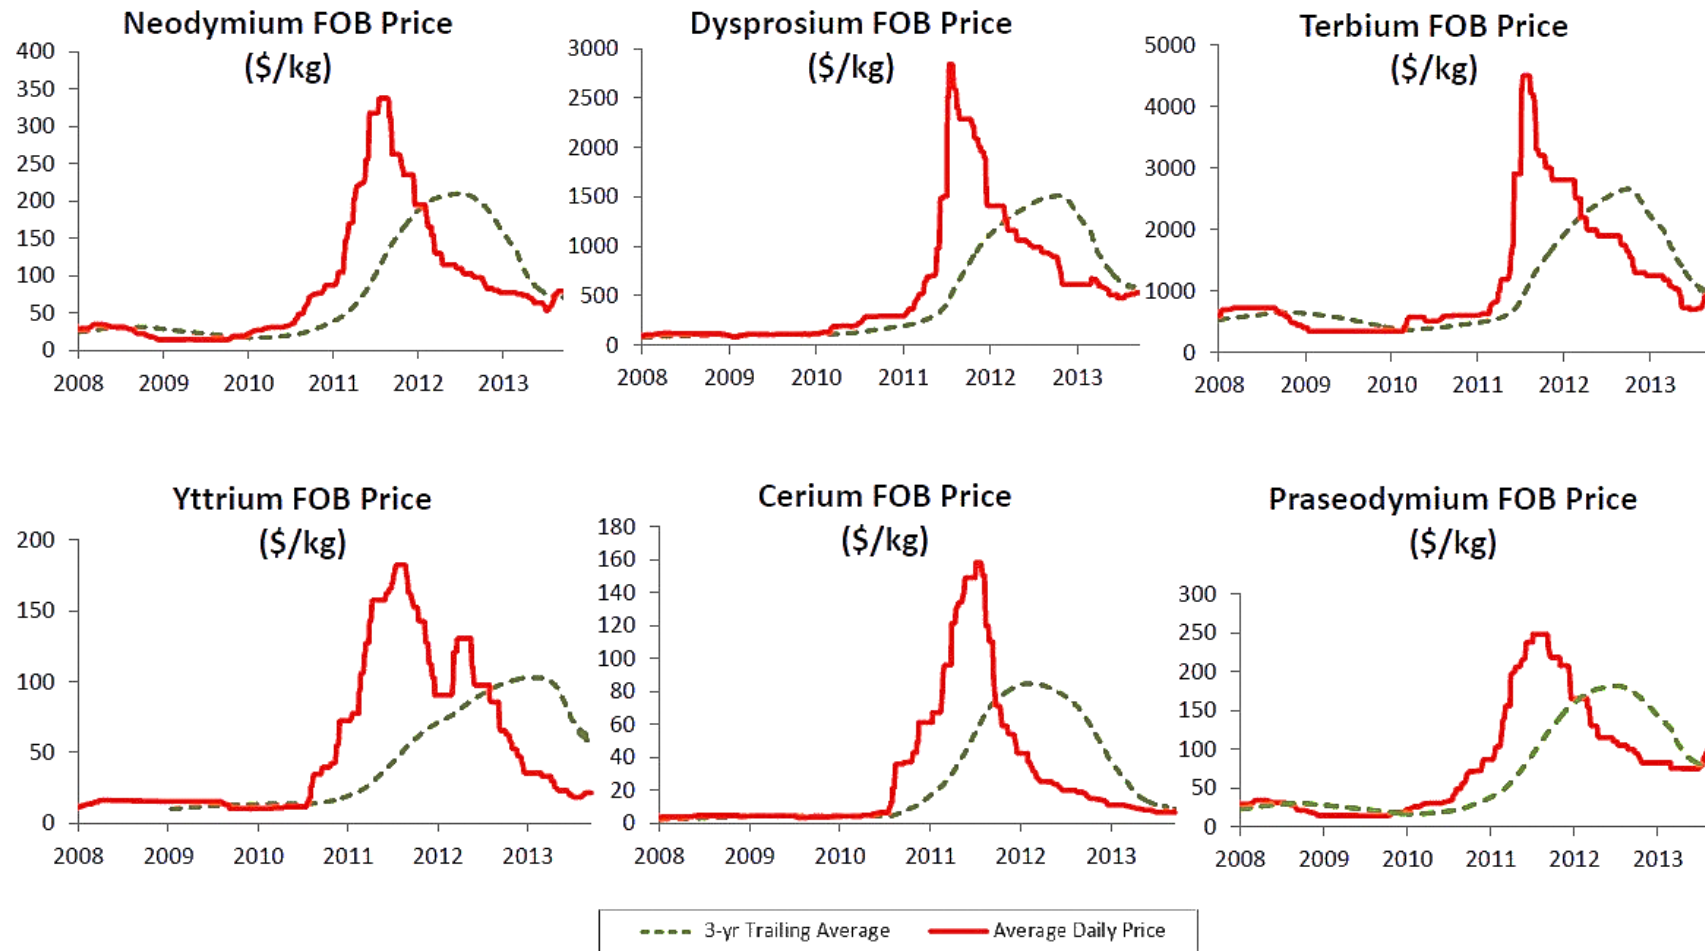 Neodymium FOB Price
($/kg)
400
350
300
250
200
150
100
50
0
2008 2009 2010 2011 2012 2013
Dysprosium FOB Price
($/kg)
3000
2500
2000
1500
1000
500
0
2008 2009 2010 2011 2012 2013
Terbium FOB Price
($/kg)
5000
4000
3000
2000
1000
0
2008 2009 2010 2011 2012 2013
Yttrium FOB Price
($/kg)
200
150
100
50
0
2008 2009 2010 2011 2012 2013
Cerium FOB Price
($/kg)
180
160
140
120
100
80
60
40
20
0
2008 2009 2010 2011 2012 2013
Praseodymium FOB Price
($/kg)
300
250
200
150
100
50
0
2008 2009 2010 2011 2012 2013
3-yr Trailing Average Average Daily Price